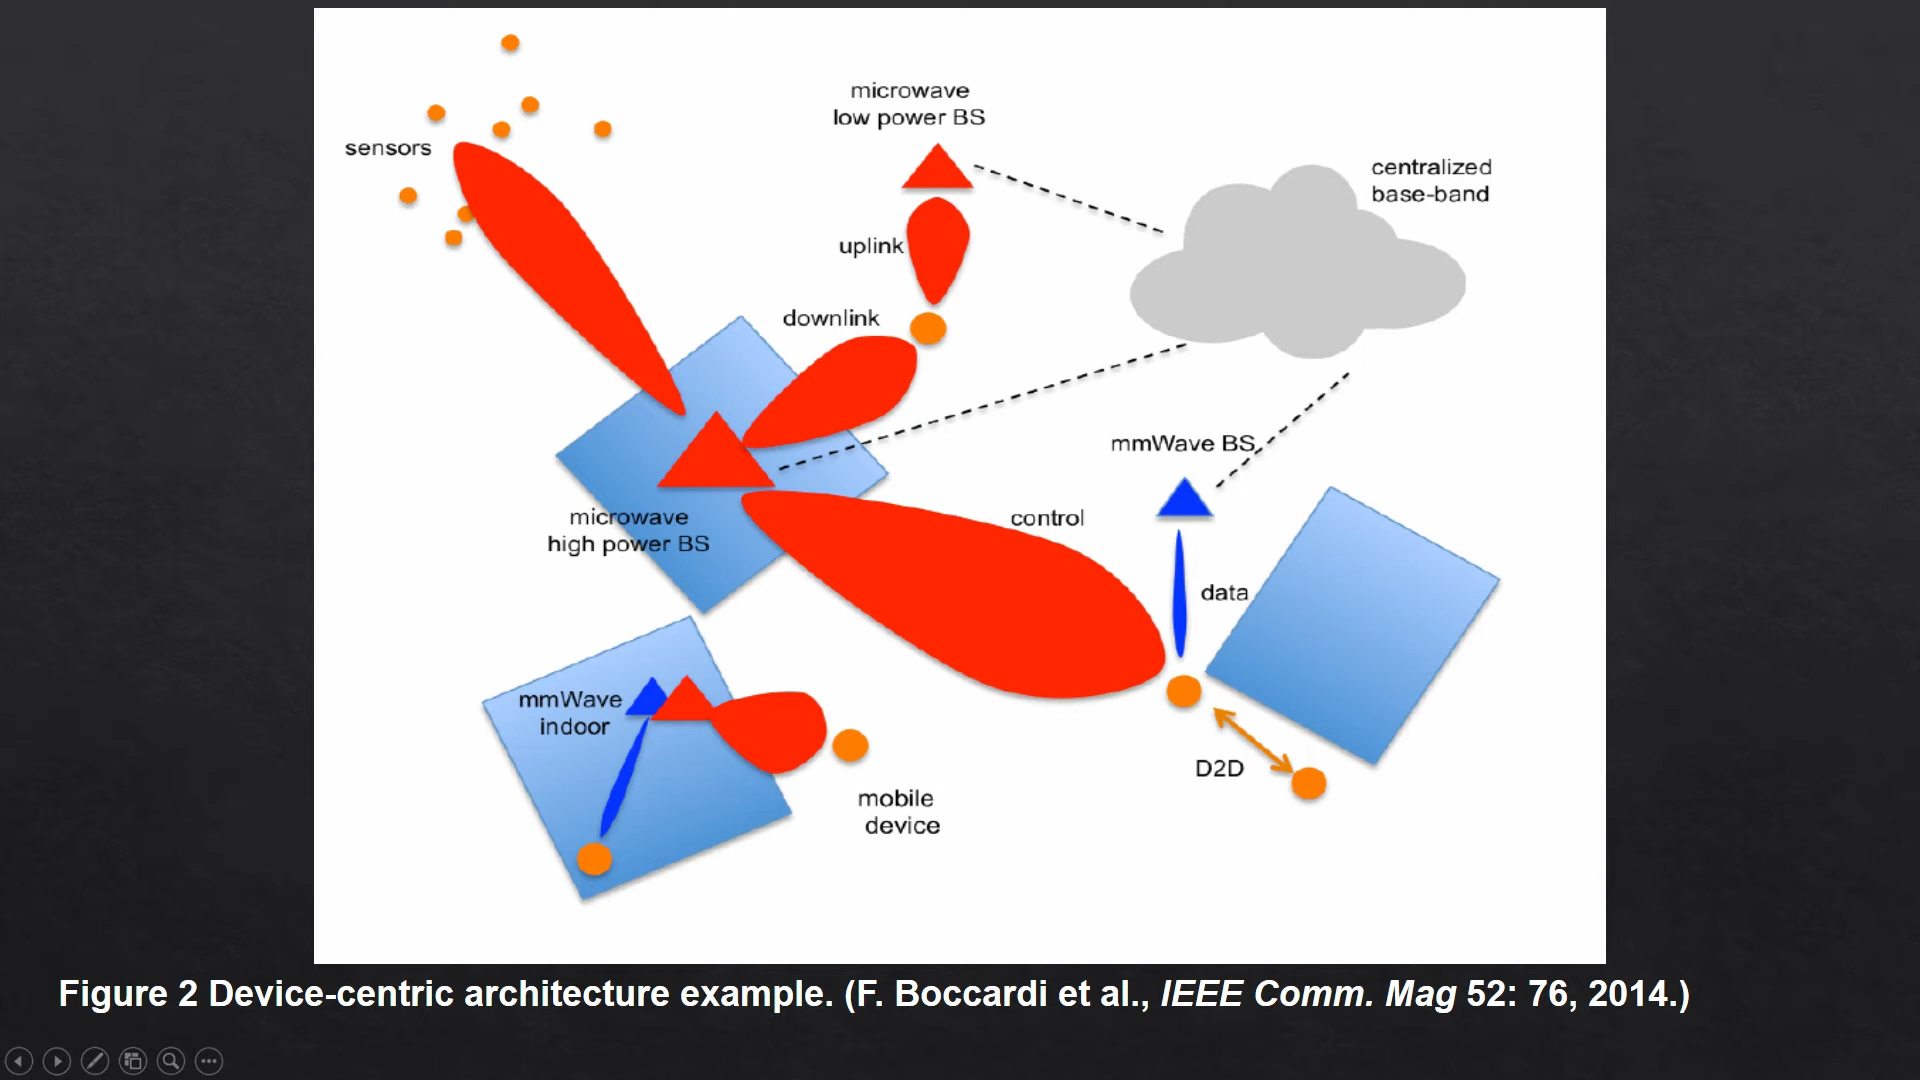 microwave
low power BS
sensors
centralized
base-band
uplink
downlink
mmWave BS
control
microwave
high power BS
data
mmWave
indoor
D2D
mobile
device
Figure 2 Device-centric architecture example. (F. Boccardi et al., IEEE Comm. Mag 52: 76, 2014.)